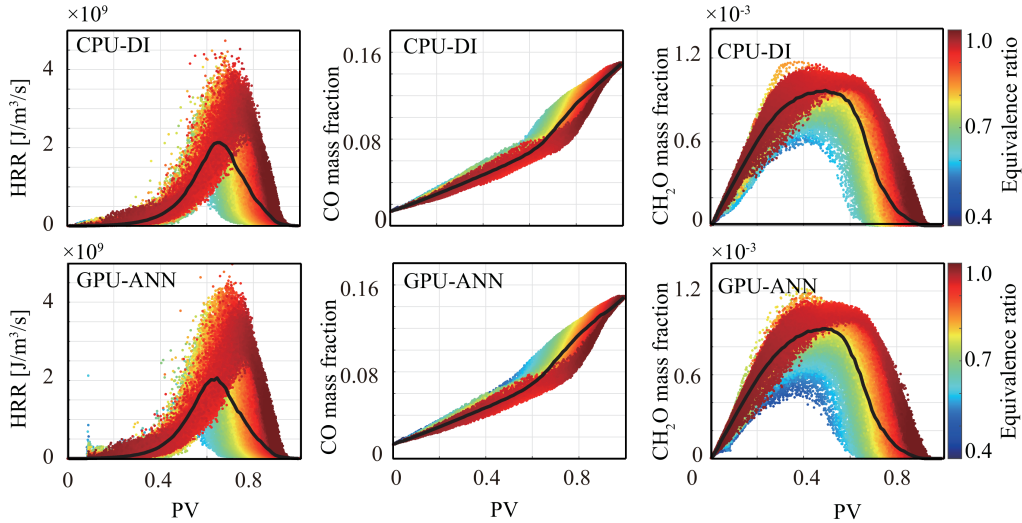 ×10⁹
CPU-DI
HRR [J/m³/s]
4
2
0
CPU-DI
CO mass fraction
0.16
0.08
0
×10⁻³
CPU-DI
CH₂O mass fraction
1.2
0.6
0
1.0
0.7
0.4
Equivalence ratio
×10⁹
GPU-ANN
HRR [J/m³/s]
4
2
0
0
0.4
0.8
PV
GPU-ANN
CO mass fraction
0.16
0.08
0
0
0.4
0.8
PV
×10⁻³
GPU-ANN
CH₂O mass fraction
1.2
0.6
0
0
0.4
0.8
PV
1.0
0.7
0.4
Equivalence ratio